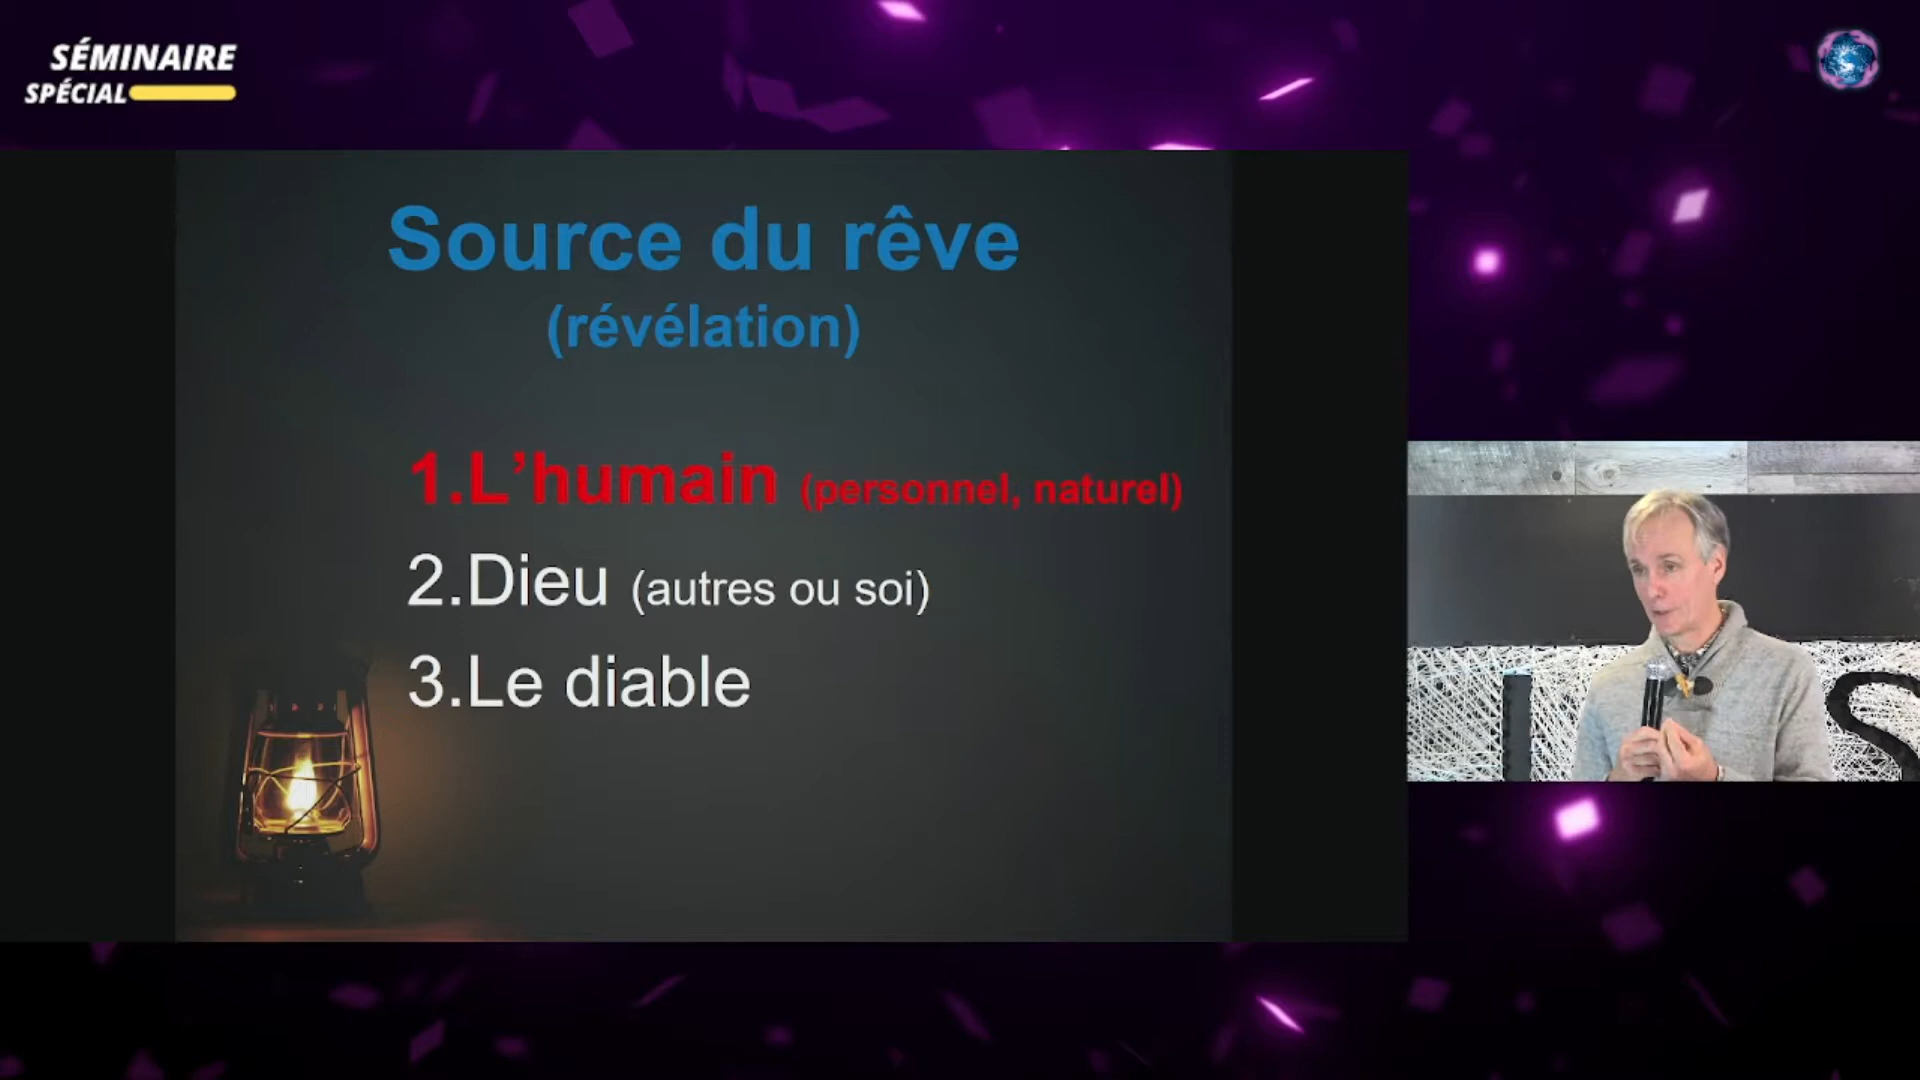 SÉMINAIRE
SPÉCIAL
Source du rêve
(révélation)
1.L’humain (personnel, naturel)
2.Dieu (autres ou soi)
3.Le diable
S